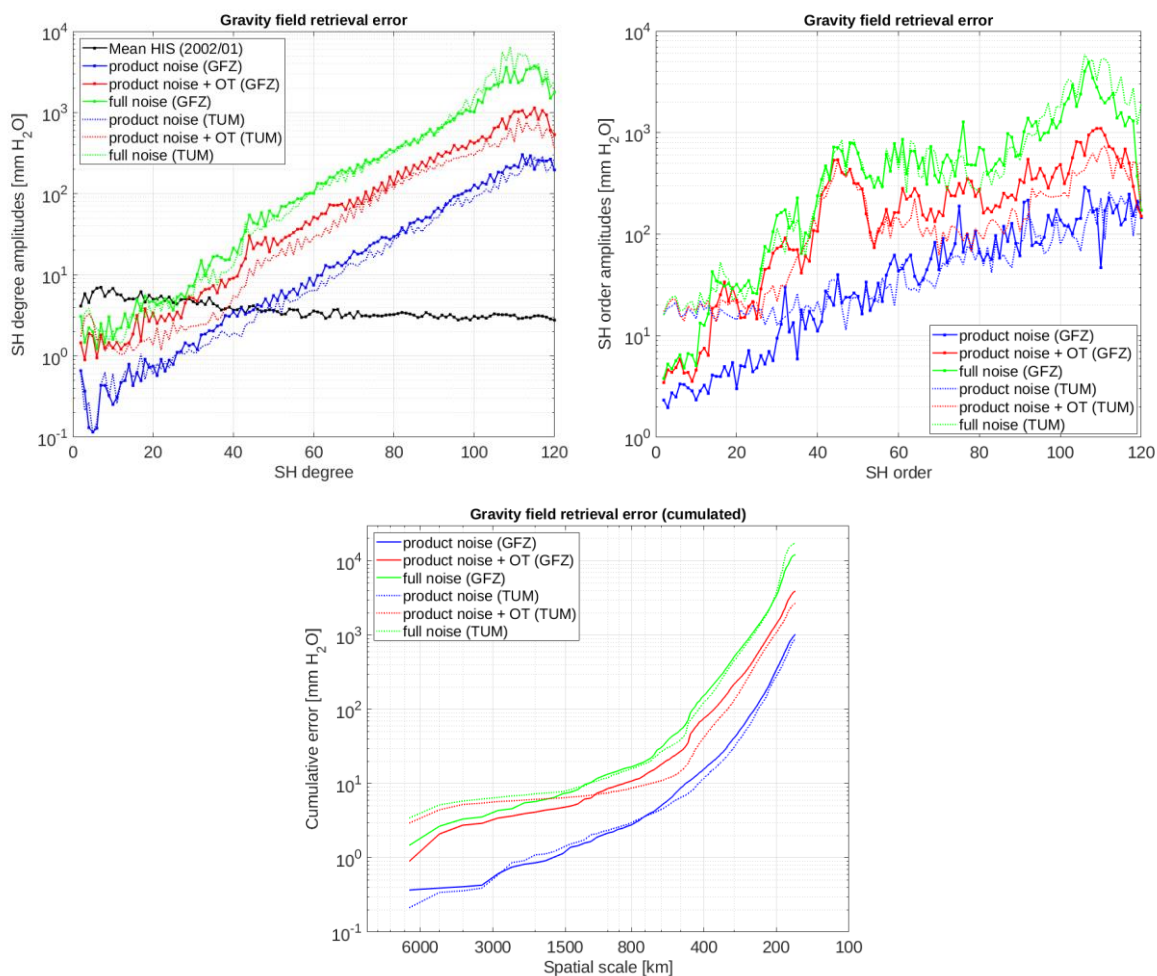 Gravity field retrieval error
10^4
10^3
10^2
10^1
10^0
10^-1
SH degree amplitudes [mm H2O]
Mean HIS (2002/01)
product noise (GFZ)
product noise + OT (GFZ)
full noise (GFZ)
product noise (TUM)
product noise + OT (TUM)
full noise (TUM)
0 20 40 60 80 100 120
SH degree
Gravity field retrieval error
10^4
10^3
10^2
10^1
10^0
SH order amplitudes [mm H2O]
product noise (GFZ)
product noise + OT (GFZ)
full noise (GFZ)
product noise (TUM)
product noise + OT (TUM)
full noise (TUM)
0 20 40 60 80 100 120
SH order
Gravity field retrieval error (cumulated)
10^4
10^3
10^2
10^1
10^0
10^-1
Cumulative error [mm H2O]
product noise (GFZ)
product noise + OT (GFZ)
full noise (GFZ)
product noise (TUM)
product noise + OT (TUM)
full noise (TUM)
6000 3000 1500 800 400 200 100
Spatial scale [km]